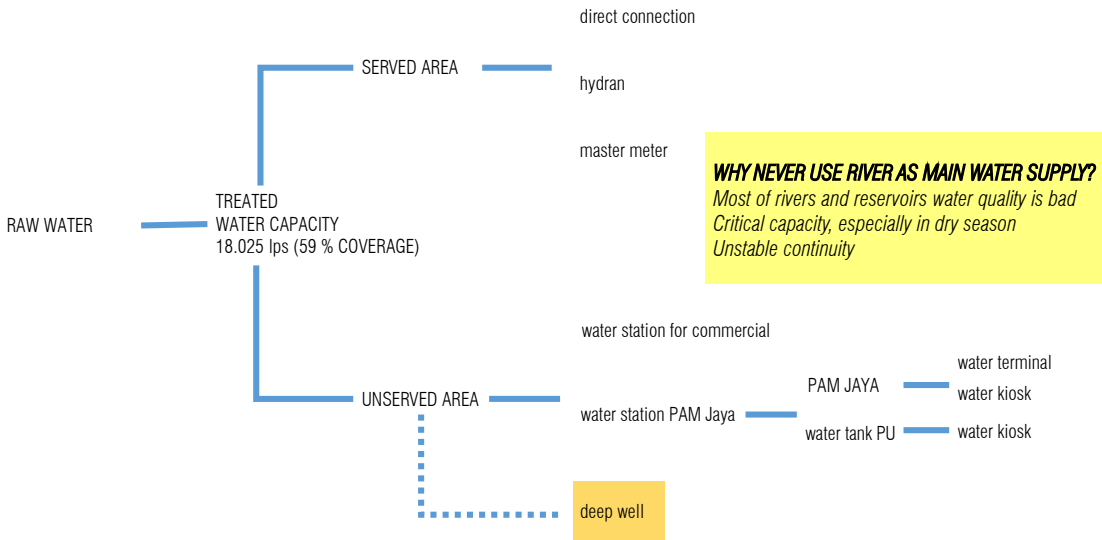 direct connection
SERVED AREA
hydran
master meter
WHY NEVER USE RIVER AS MAIN WATER SUPPLY?
Most of rivers and reservoirs water quality is bad
Critical capacity, especially in dry season
Unstable continuity
RAW WATER
TREATED
WATER CAPACITY
18.025 lps (59 % COVERAGE)
water station for commercial
UNSERVED AREA
water station PAM Jaya
PAM JAYA
water terminal
water kiosk
water tank PU
water kiosk
deep well